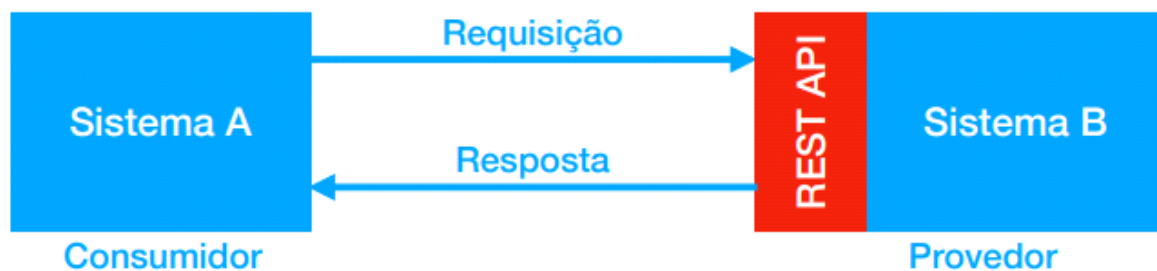 Requisição
Sistema A
REST API
Sistema B
Resposta
Consumidor
Provedor